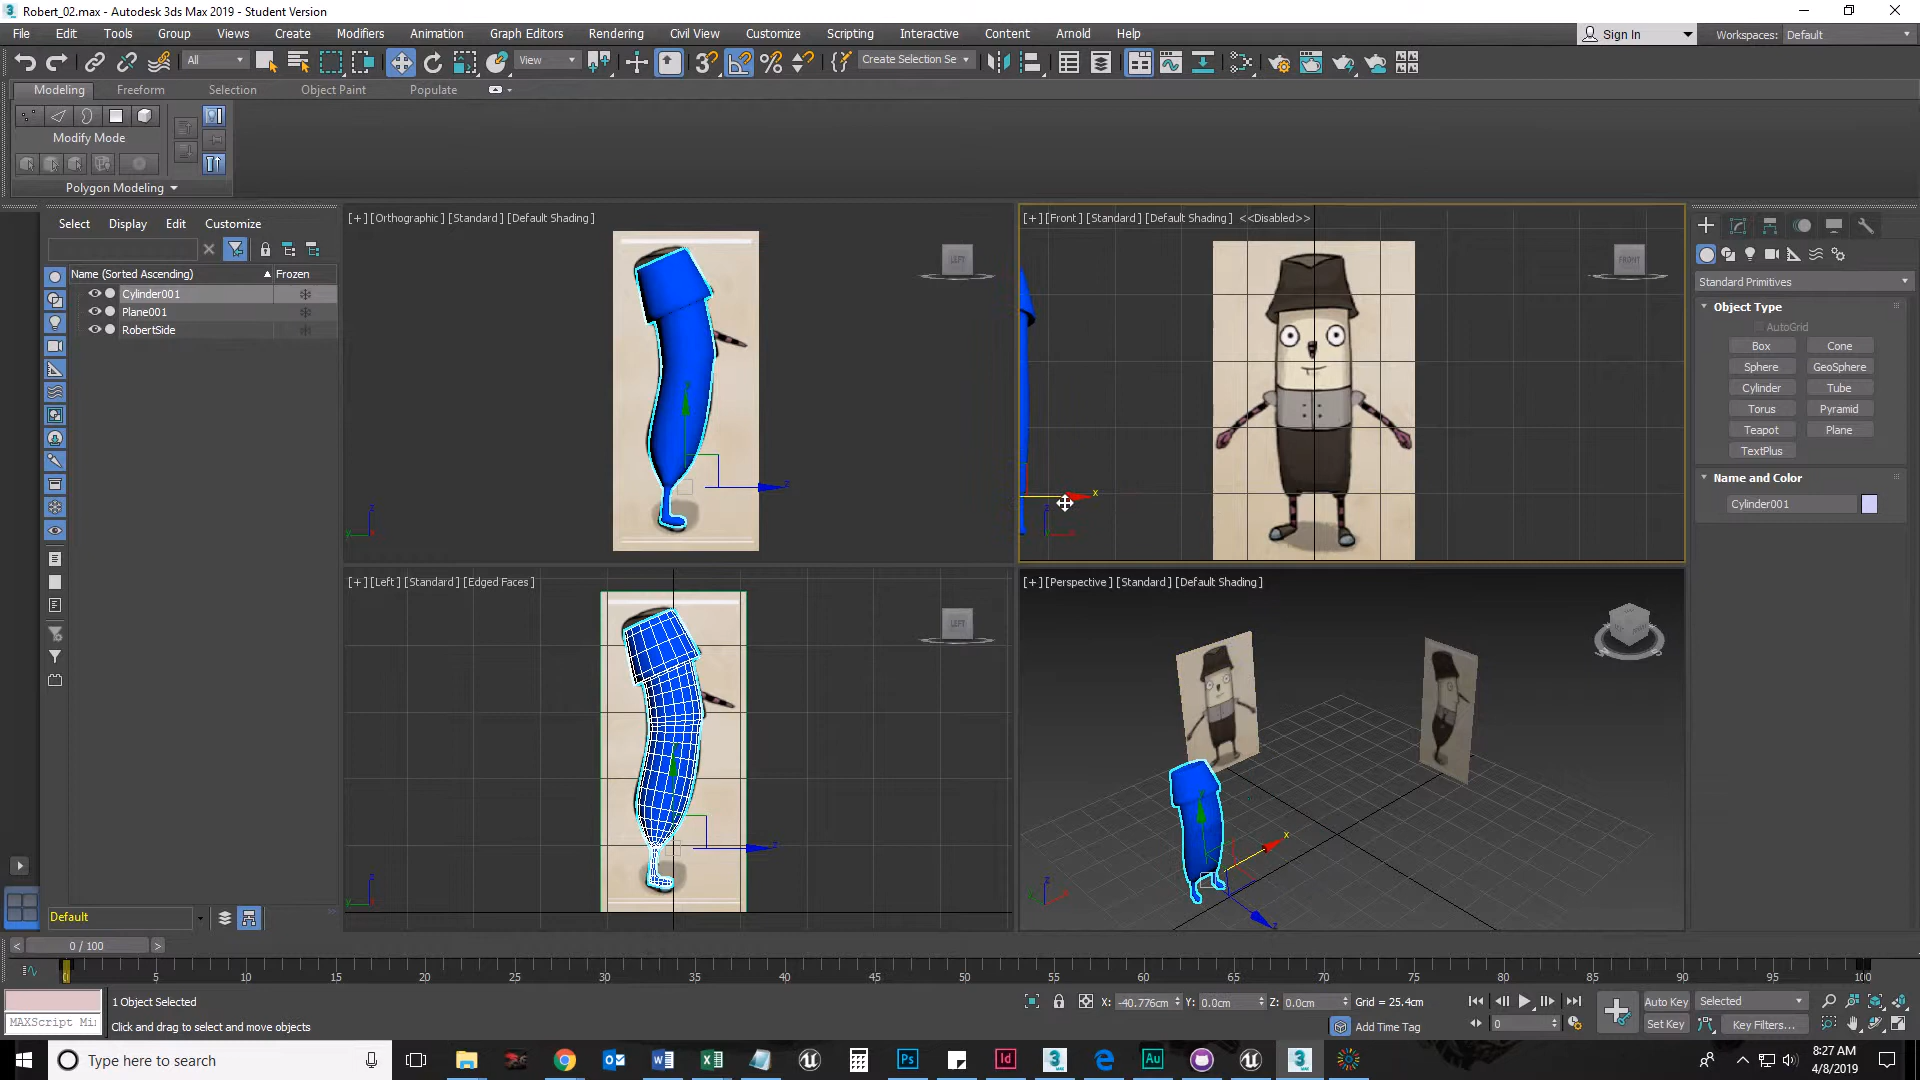 Robert_02.max - Autodesk 3ds Max 2019 - Student Version
File Edit Tools Group Views Create Modifiers Animation Graph Editors Rendering Civil View Customize Scripting Interactive Content Arnold Help
Sign In Workspaces: Default
All View Create Selection Se
Modeling Freeform Selection Object Paint Populate
Modify Mode
Polygon Modeling
Select Display Edit Customize
Name (Sorted Ascending) Frozen
Cylinder001
Plane001
RobertSide
[+] [Orthographic] [Standard] [Default Shading]
LEFT
[+] [Front] [Standard] [Default Shading] <<Disabled>>
FRONT
[+] [Left] [Standard] [Edged Faces]
LEFT
[+] [Perspective] [Standard] [Default Shading]
Standard Primitives
Object Type
AutoGrid
Box Cone
Sphere GeoSphere
Cylinder Tube
Torus Pyramid
Teapot Plane
TextPlus
Name and Color
Cylinder001
Default
0 / 100
0 5 10 15 20 25 30 35 40 45 50 55 60 65 70 75 80 85 90 95 100
1 Object Selected
X: -40.776cm Y: 0.0cm Z: 0.0cm Grid = 25.4cm
Auto Key Selected
MAXScript Mi
Click and drag to select and move objects
Add Time Tag
0
Set Key Key Filters...
Type here to search
8:27 AM
4/8/2019